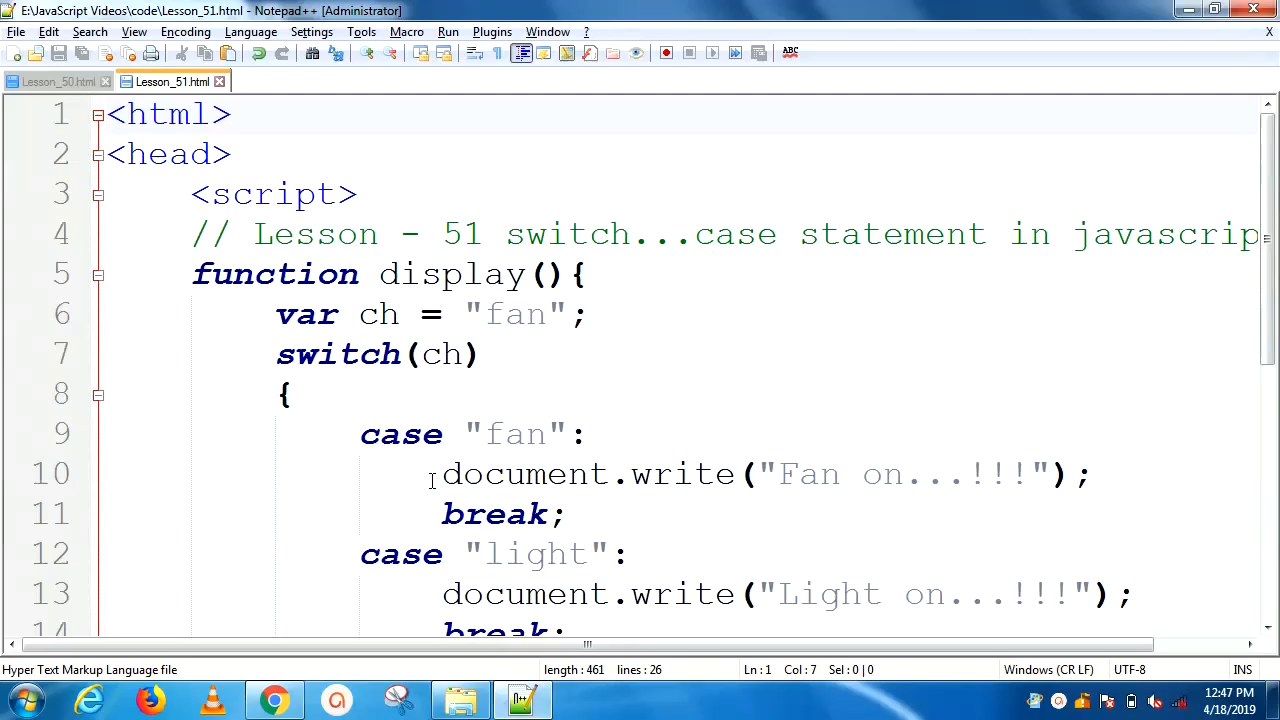 E:\JavaScript Videos\code\Lesson_51.html - Notepad++ [Administrator]
File Edit Search View Encoding Language Settings Tools Macro Run Plugins Window ? X
ABC
Lesson_50.html Lesson_51.html
1 <html>
2 <head>
3 <script>
4 // Lesson - 51 switch...case statement in javascrip
5 function display(){
6 var ch = "fan";
7 switch(ch)
8 {
9 case "fan":
10 document.write("Fan on...!!!");
11 break;
12 case "light":
13 document.write("Light on...!!!");
14 break;
Hyper Text Markup Language file length : 461 lines : 26 Ln : 1 Col : 7 Sel : 0 | 0 Windows (CR LF) UTF-8 INS
12:47 PM
4/18/2019